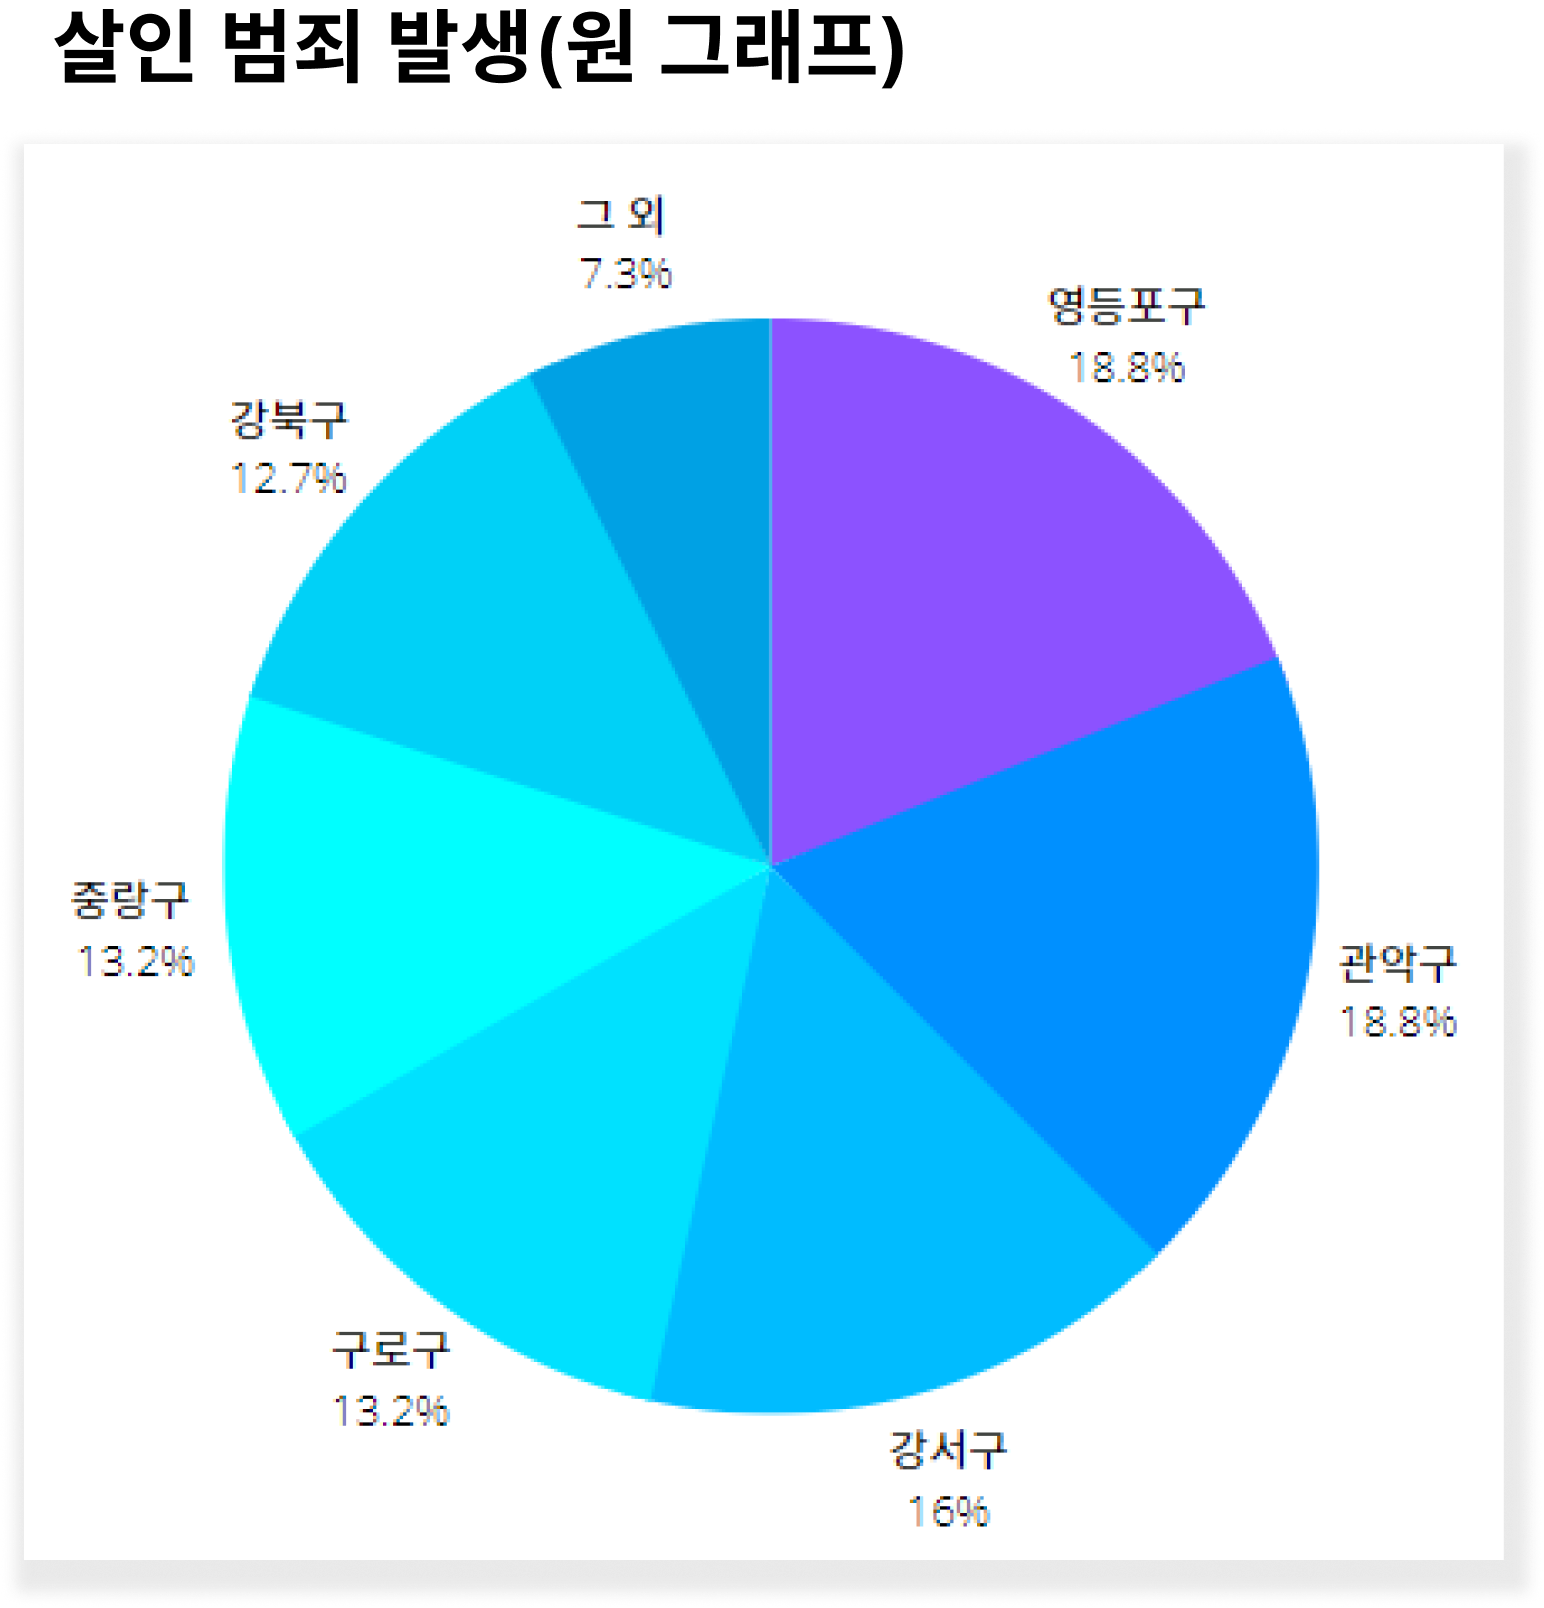 살인 범죄 발생(원 그래프)
그 외
7.3%
영등포구
18.8%
강북구
12.7%
중랑구
13.2%
관악구
18.8%
구로구
13.2%
강서구
16%